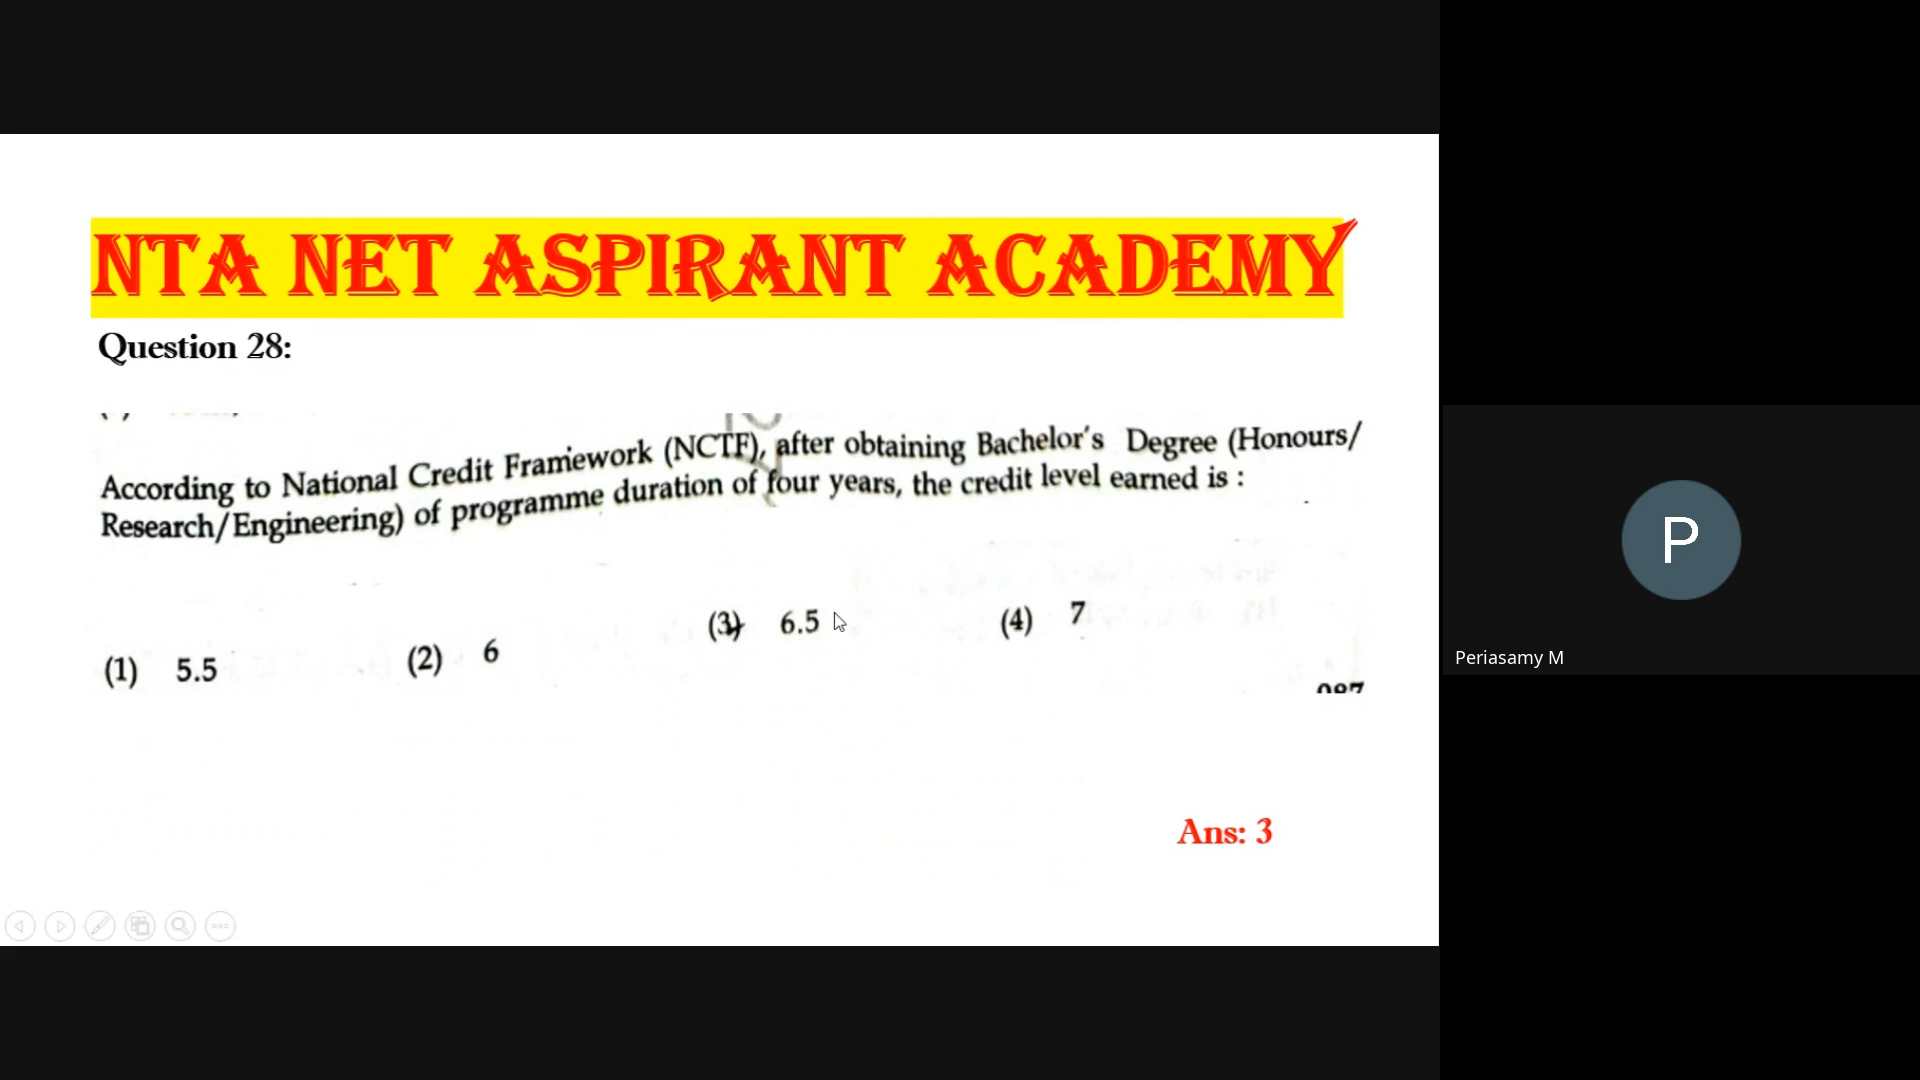 NTA NET ASPIRANT ACADEMY
Question 28:
According to National Credit Framework (NCTF), after obtaining Bachelor's Degree (Honours/
Research/Engineering) of programme duration of four years, the credit level earned is :
(1) 5.5 (2) 6 (3) 6.5 (4) 7
087
Ans: 3
P
Periasamy M